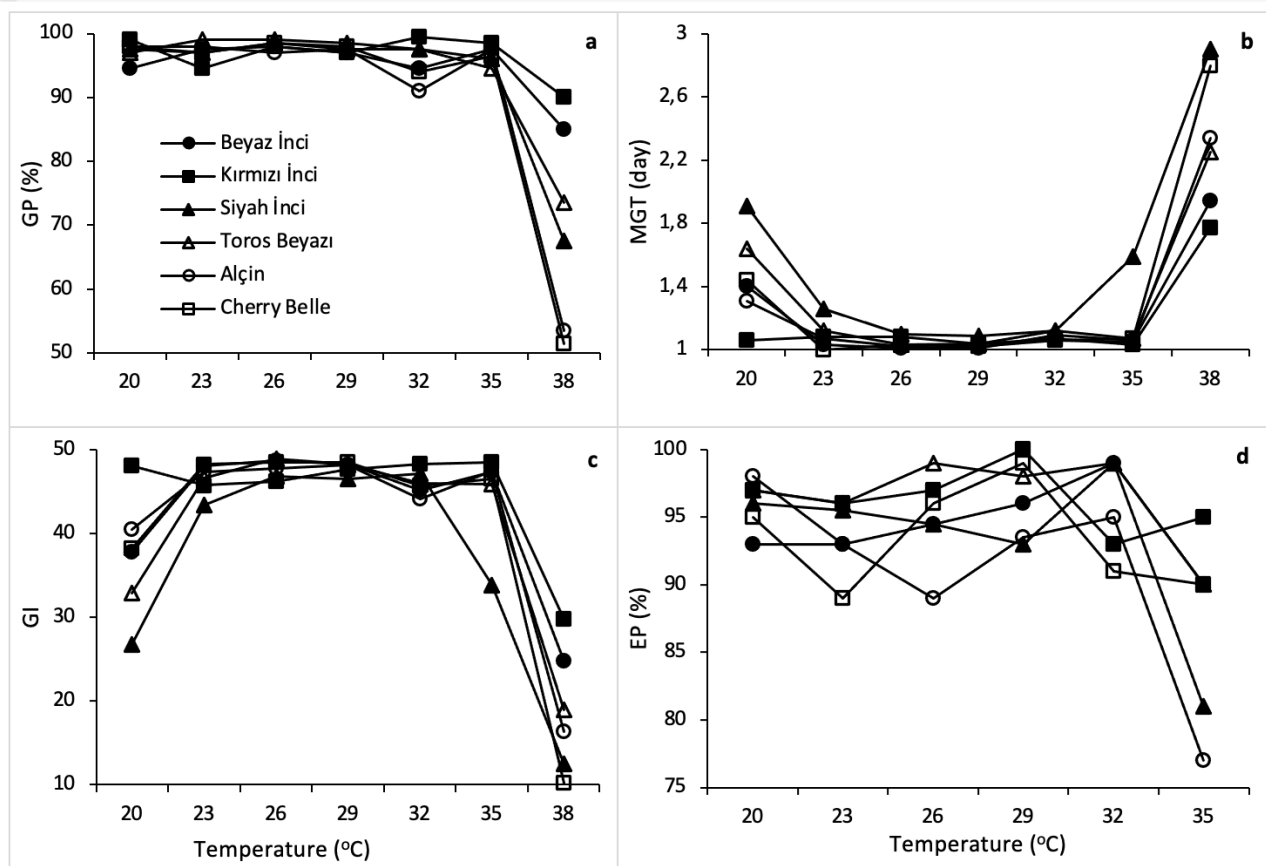 a
100
90
80
70
60
50
GP (%)
Beyaz İnci
Kırmızı İnci
Siyah İnci
Toros Beyazı
Alçin
Cherry Belle
20 23 26 29 32 35 38
b
3
2,6
2,2
1,8
1,4
1
MGT (day)
20 23 26 29 32 35 38
c
50
40
30
20
10
GI
20 23 26 29 32 35 38
Temperature (ºC)
d
100
95
90
85
80
75
EP (%)
20 23 26 29 32 35
Temperature (ºC)